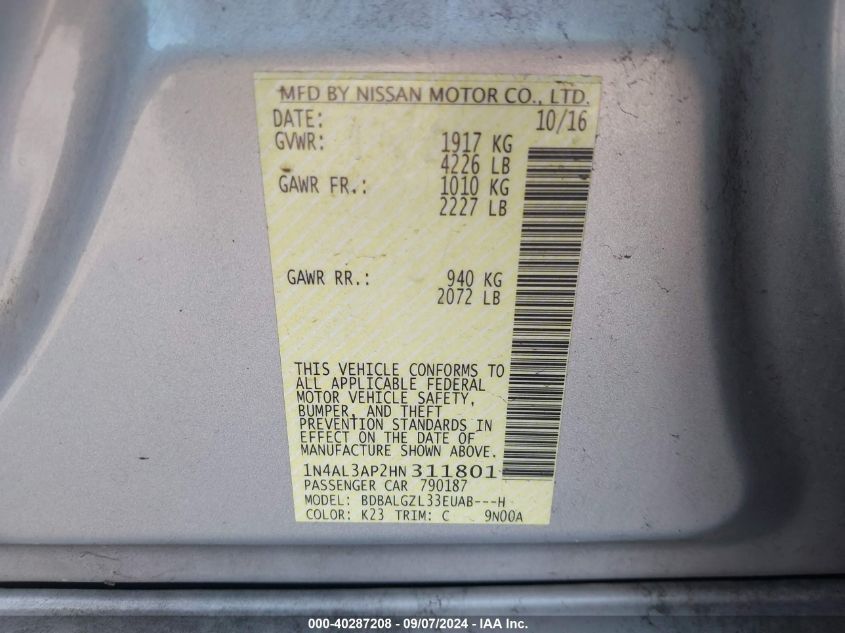 MFD BY NISSAN MOTOR CO., LTD.
DATE: 10/16
GVWR: 1917 KG
4226 LB
GAWR FR.: 1010 KG
2227 LB
GAWR RR.: 940 KG
2072 LB
THIS VEHICLE CONFORMS TO
ALL APPLICABLE FEDERAL
MOTOR VEHICLE SAFETY,
BUMPER, AND THEFT
PREVENTION STANDARDS IN
EFFECT ON THE DATE OF
MANUFACTURE SHOWN ABOVE.
1N4AL3AP2HN311801
PASSENGER CAR 790187
MODEL: BDBALGZL33EUAB---H
COLOR: K23 TRIM: C 9N00A
000-40287208 - 09/07/2024 - IAA Inc.